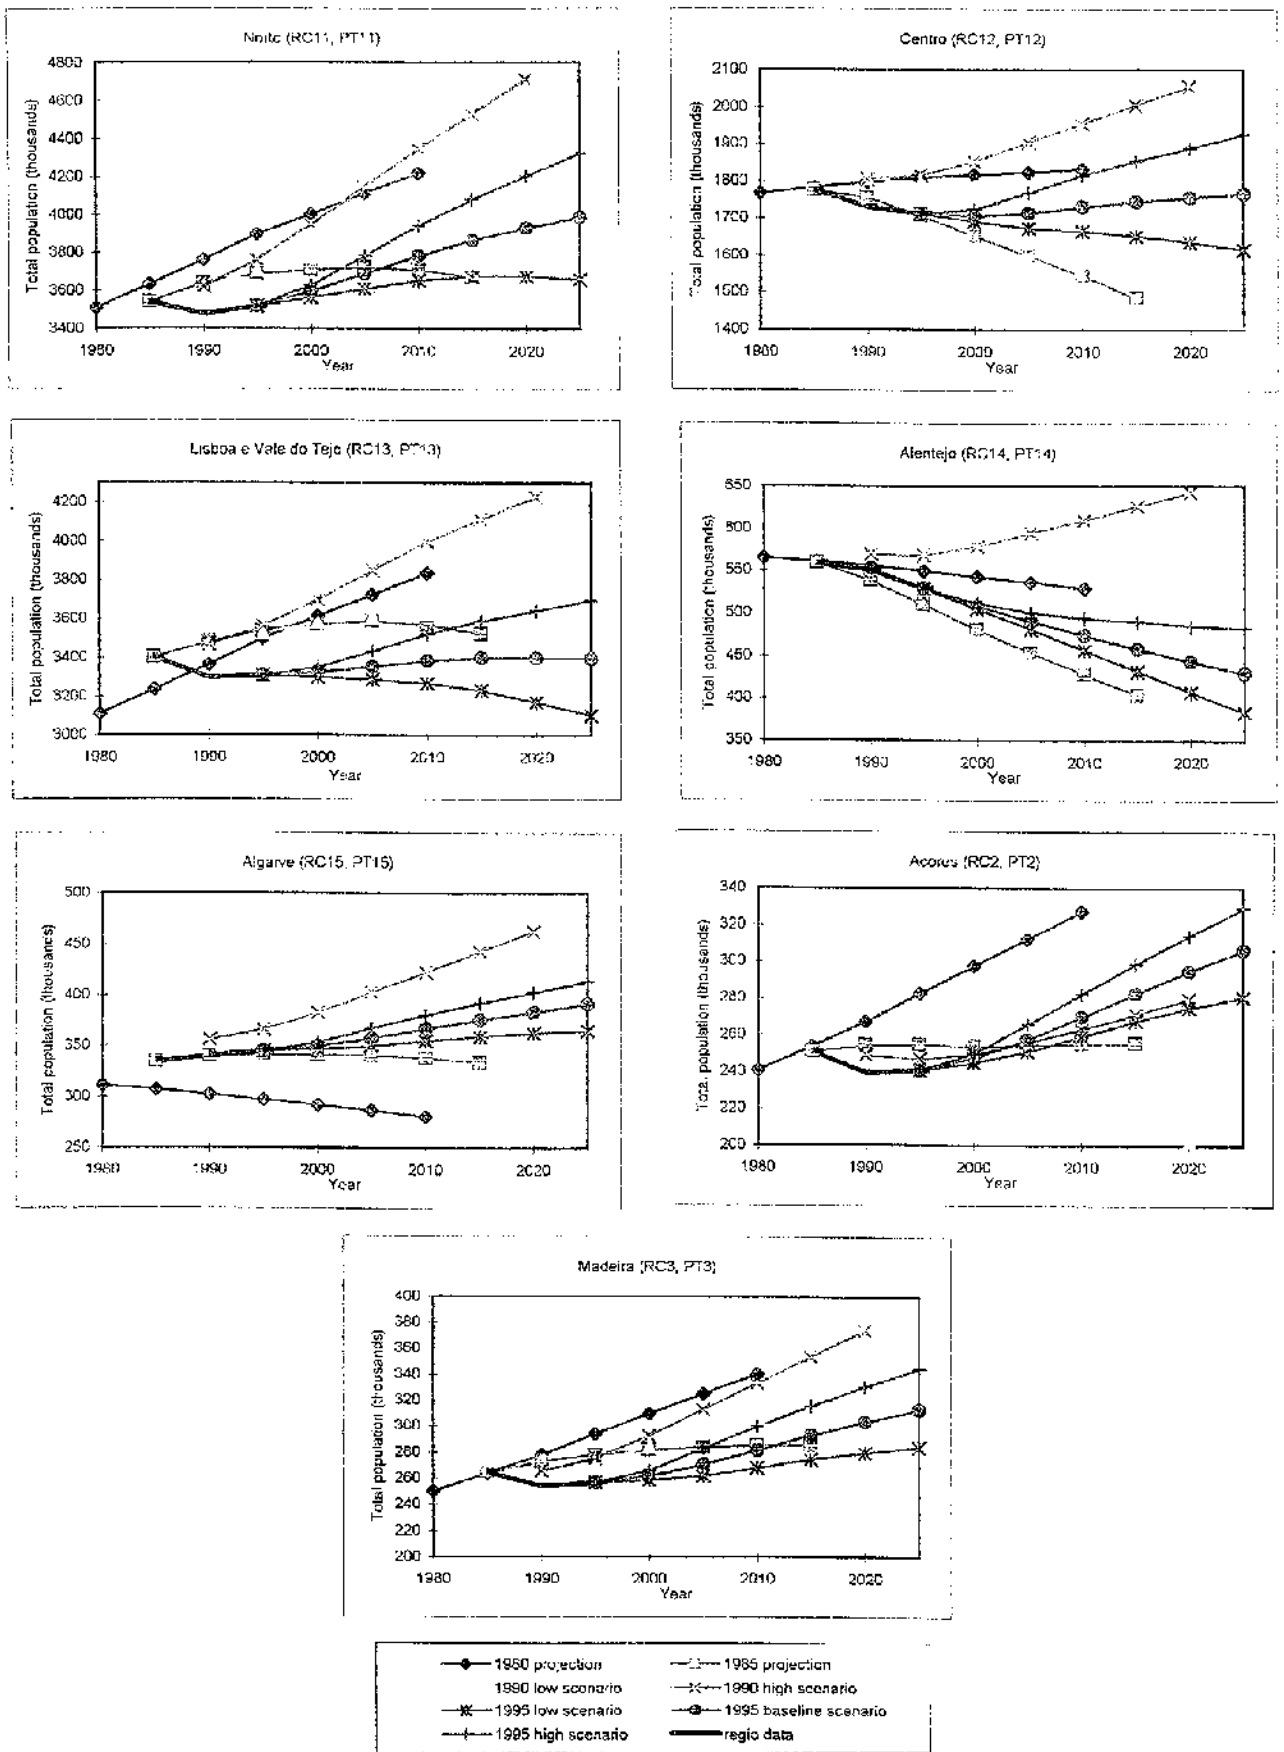 Norte (RC11, PT11)
Total population (thousands)
4800
4600
4400
4200
4000
3800
3600
3400
1980 1990 2000 2010 2020
Year
Centro (RC12, PT12)
Total population (thousands)
2100
2000
1900
1800
1700
1600
1500
1400
1980 1990 2000 2010 2020
Year
Lisboa e Vale do Tejo (RC13, PT13)
Total population (thousands)
4200
4000
3800
3600
3400
3200
3000
1980 1990 2000 2010 2020
Year
Alentejo (RC14, PT14)
Total population (thousands)
650
600
550
500
450
400
350
1980 1990 2000 2010 2020
Year
Algarve (RC15, PT15)
Total population (thousands)
500
450
400
350
300
250
1980 1990 2000 2010 2020
Year
Acores (RC2, PT2)
Total population (thousands)
340
320
300
280
260
240
220
200
1980 1990 2000 2010 2020
Year
Madeira (RC3, PT3)
Total population (thousands)
400
380
360
340
320
300
280
260
240
220
200
1980 1990 2000 2010 2020
Year
1980 projection 1985 projection
1990 low scenario 1990 high scenario
1995 low scenario 1995 baseline scenario
1995 high scenario regio data